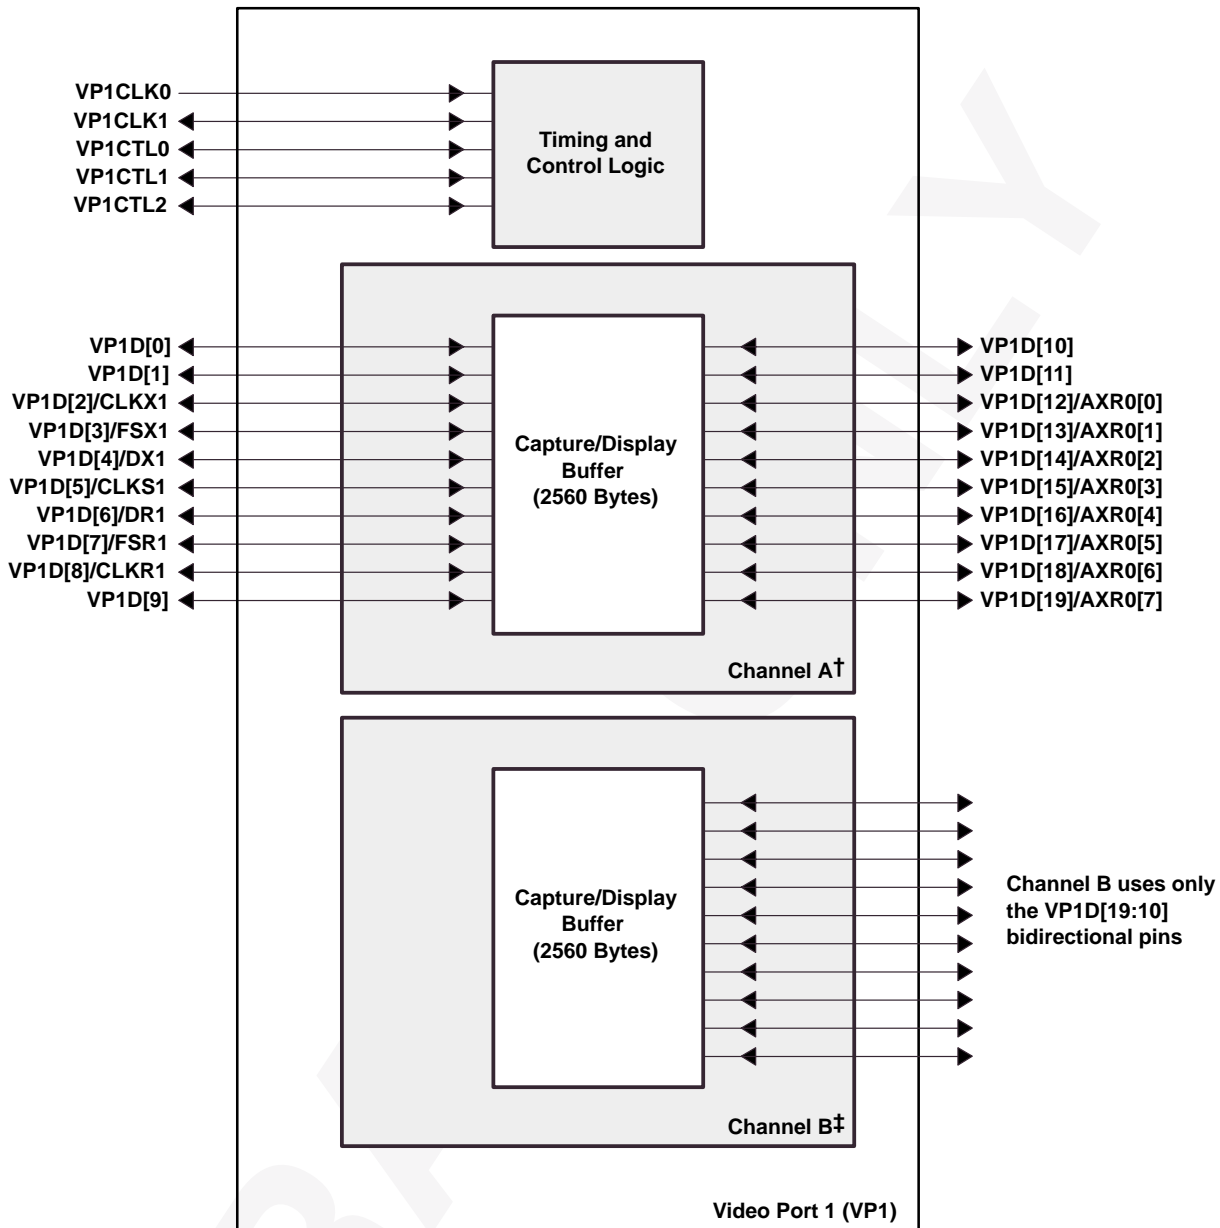 VP1CLK0
VP1CLK1
VP1CTL0
VP1CTL1
VP1CTL2
Timing and
Control Logic
VP1D[0]
VP1D[1]
VP1D[2]/CLKX1
VP1D[3]/FSX1
VP1D[4]/DX1
VP1D[5]/CLKS1
VP1D[6]/DR1
VP1D[7]/FSR1
VP1D[8]/CLKR1
VP1D[9]
Capture/Display
Buffer
(2560 Bytes)
VP1D[10]
VP1D[11]
VP1D[12]/AXR0[0]
VP1D[13]/AXR0[1]
VP1D[14]/AXR0[2]
VP1D[15]/AXR0[3]
VP1D[16]/AXR0[4]
VP1D[17]/AXR0[5]
VP1D[18]/AXR0[6]
VP1D[19]/AXR0[7]
Channel A†
Capture/Display
Buffer
(2560 Bytes)
Channel B uses only
the VP1D[19:10]
bidirectional pins
Channel B‡
Video Port 1 (VP1)